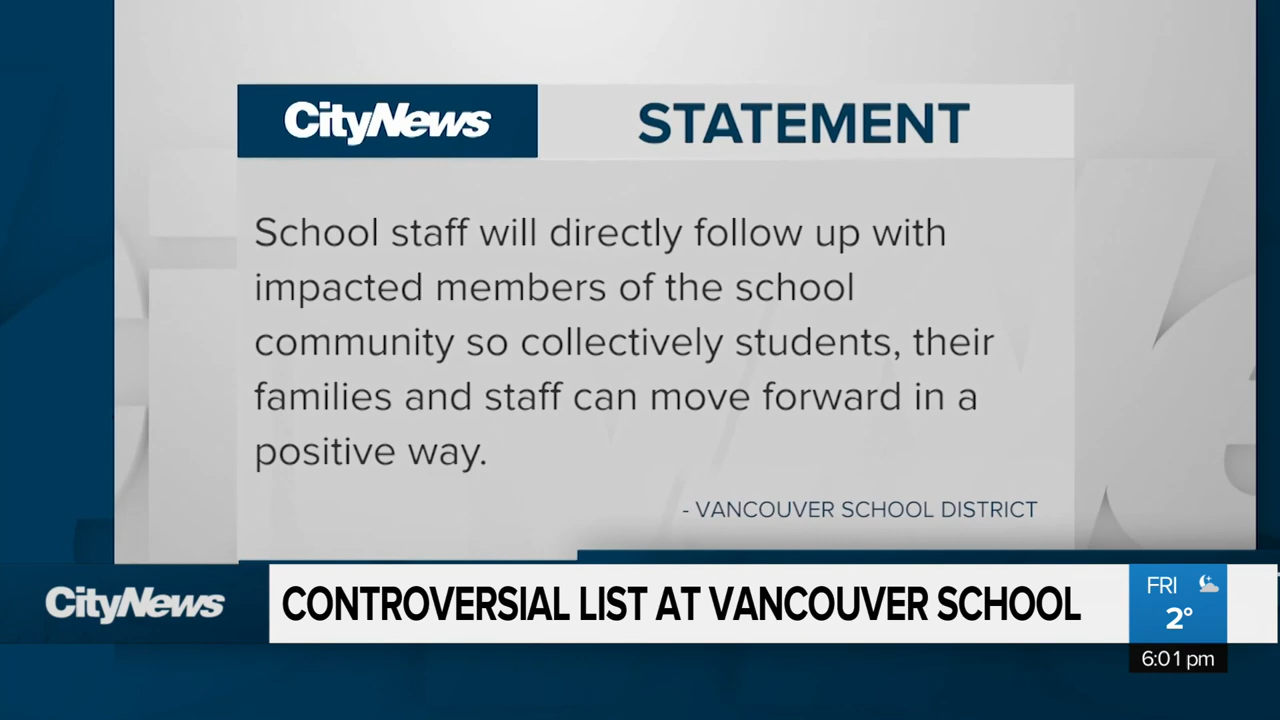 CityNews
STATEMENT
School staff will directly follow up with
impacted members of the school
community so collectively students, their
families and staff can move forward in a
positive way.
- VANCOUVER SCHOOL DISTRICT
CityNews
CONTROVERSIAL LIST AT VANCOUVER SCHOOL
FRI
2°
6:01 pm